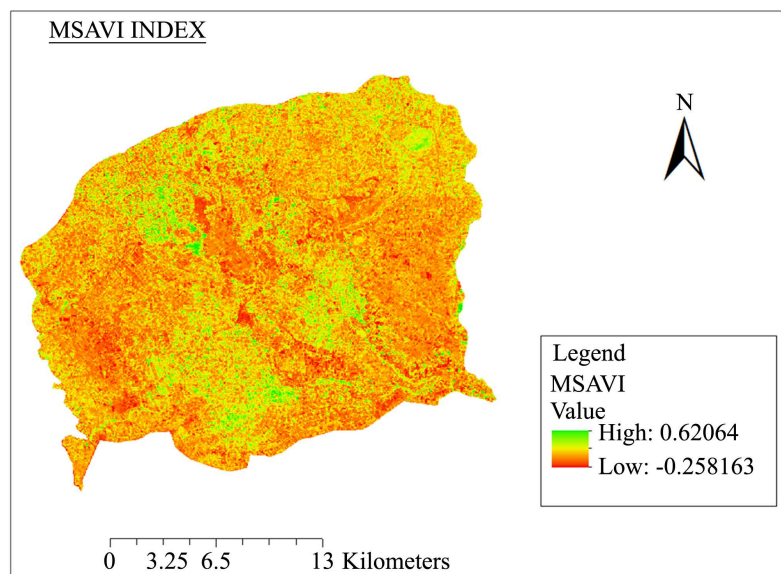 MSAVI INDEX
N
Legend
MSAVI
Value
High: 0.62064
Low: -0.258163
0 3.25 6.5 13 Kilometers